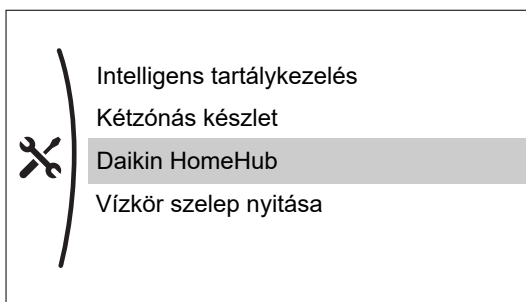 Intelligens tartálykezelés
Kétzónás készlet
Daikin HomeHub
Vízkör szelep nyitása